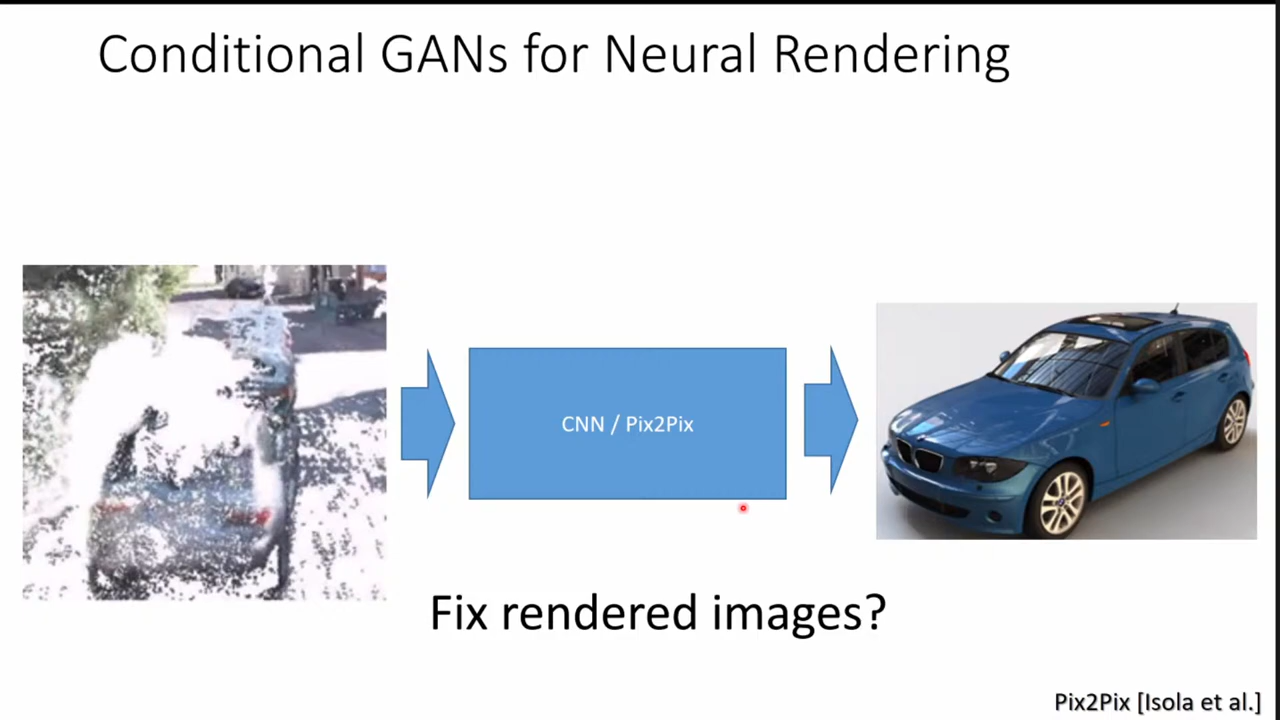 Conditional GANs for Neural Rendering
CNN / Pix2Pix
Fix rendered images?
Pix2Pix [Isola et al.]